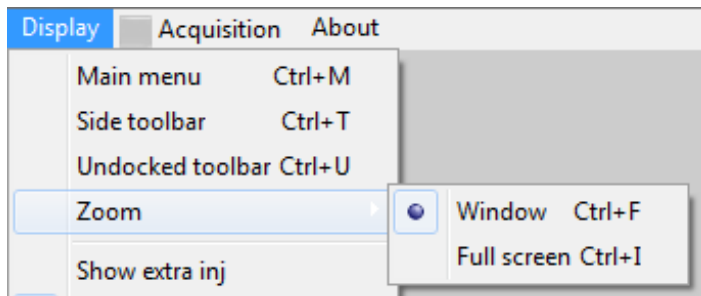 Display Acquisition About
Main menu Ctrl+M
Side toolbar Ctrl+T
Undocked toolbar Ctrl+U
Zoom
Window Ctrl+F
Full screen Ctrl+I
Show extra inj